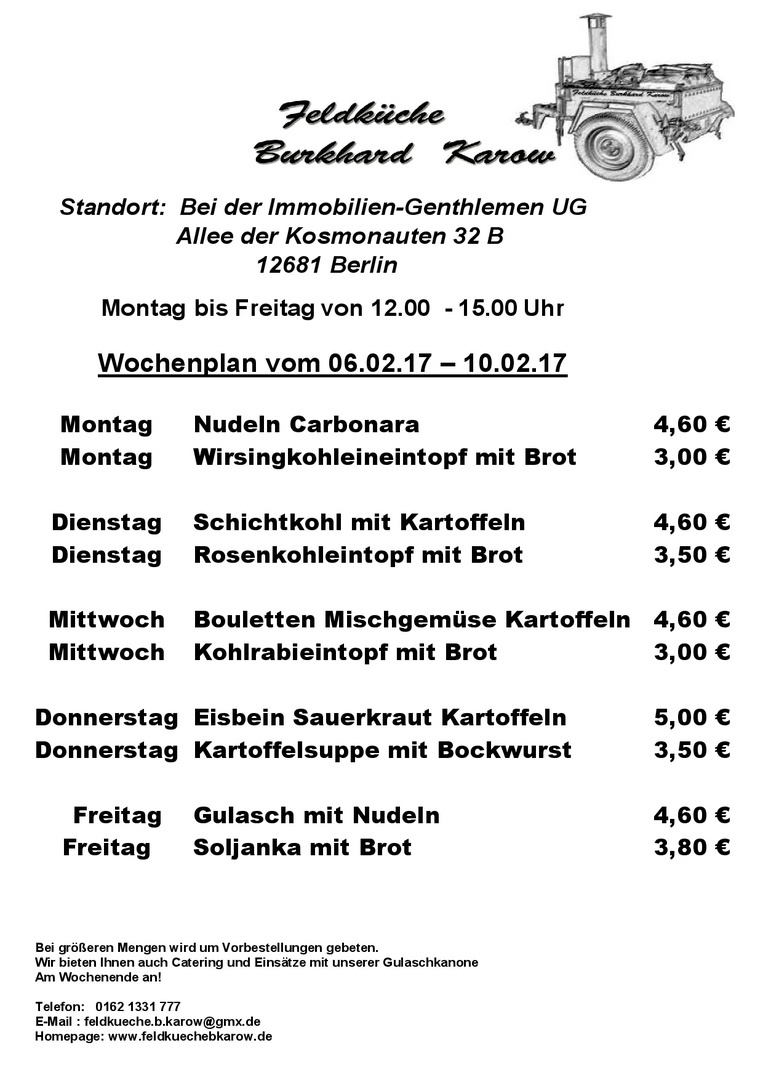 Feldküche
Burkhard Karow
Feldküche Burkhard Karow
Standort: Bei der Immobilien-Genthlemen UG
Allee der Kosmonauten 32 B
12681 Berlin
Montag bis Freitag von 12.00 - 15.00 Uhr
Wochenplan vom 06.02.17 – 10.02.17
Montag Nudeln Carbonara 4,60 €
Montag Wirsingkohleineintopf mit Brot 3,00 €
Dienstag Schichtkohl mit Kartoffeln 4,60 €
Dienstag Rosenkohleintopf mit Brot 3,50 €
Mittwoch Bouletten Mischgemüse Kartoffeln 4,60 €
Mittwoch Kohlrabieintopf mit Brot 3,00 €
Donnerstag Eisbein Sauerkraut Kartoffeln 5,00 €
Donnerstag Kartoffelsuppe mit Bockwurst 3,50 €
Freitag Gulasch mit Nudeln 4,60 €
Freitag Soljanka mit Brot 3,80 €
Bei größeren Mengen wird um Vorbestellungen gebeten.
Wir bieten Ihnen auch Catering und Einsätze mit unserer Gulaschkanone
Am Wochenende an!
Telefon: 0162 1331 777
E-Mail : feldkueche.b.karow@gmx.de
Homepage: www.feldkuechebkarow.de